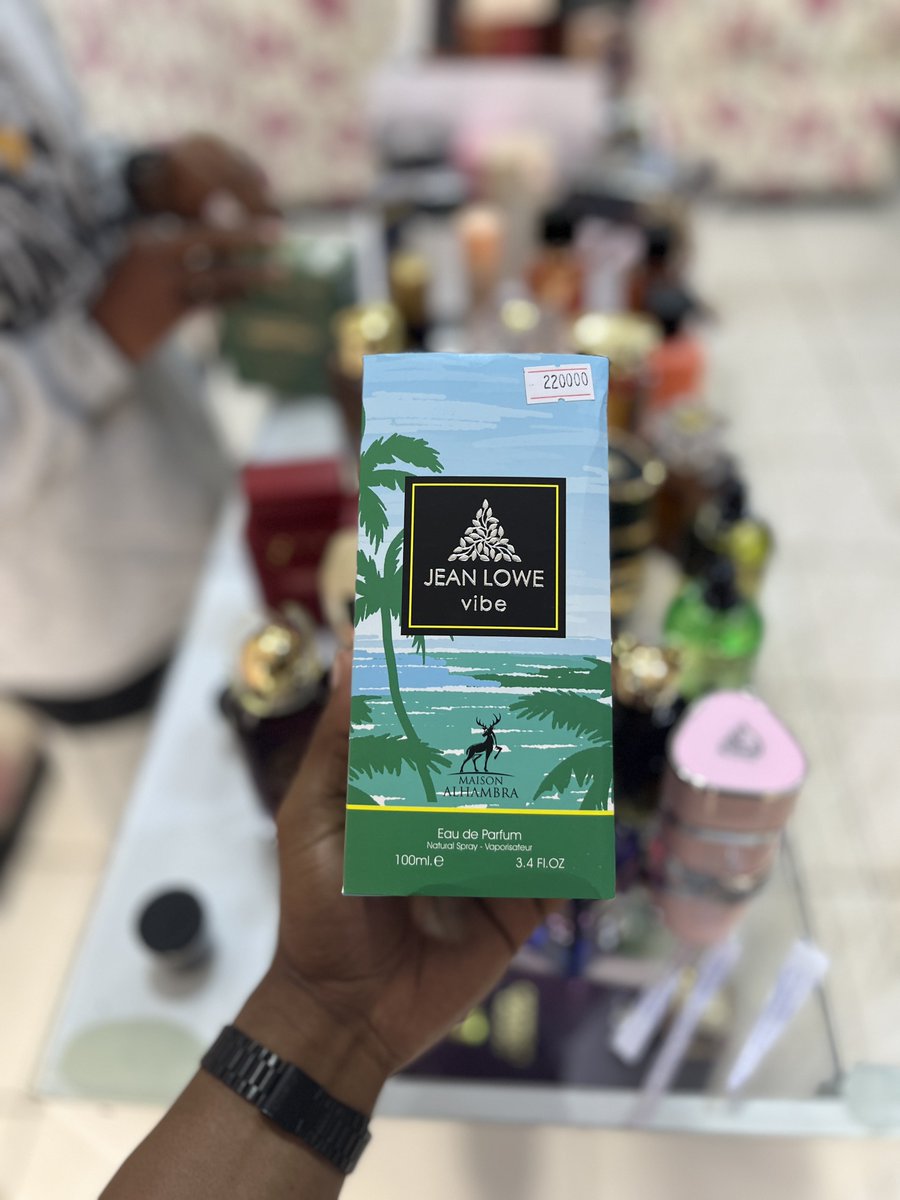 220000
JEAN LOWE
vibe
MAISON
ALHAMBRA
Eau de Parfum
Natural Spray - Vaporisateur
100ml. e 3.4 Fl.OZ